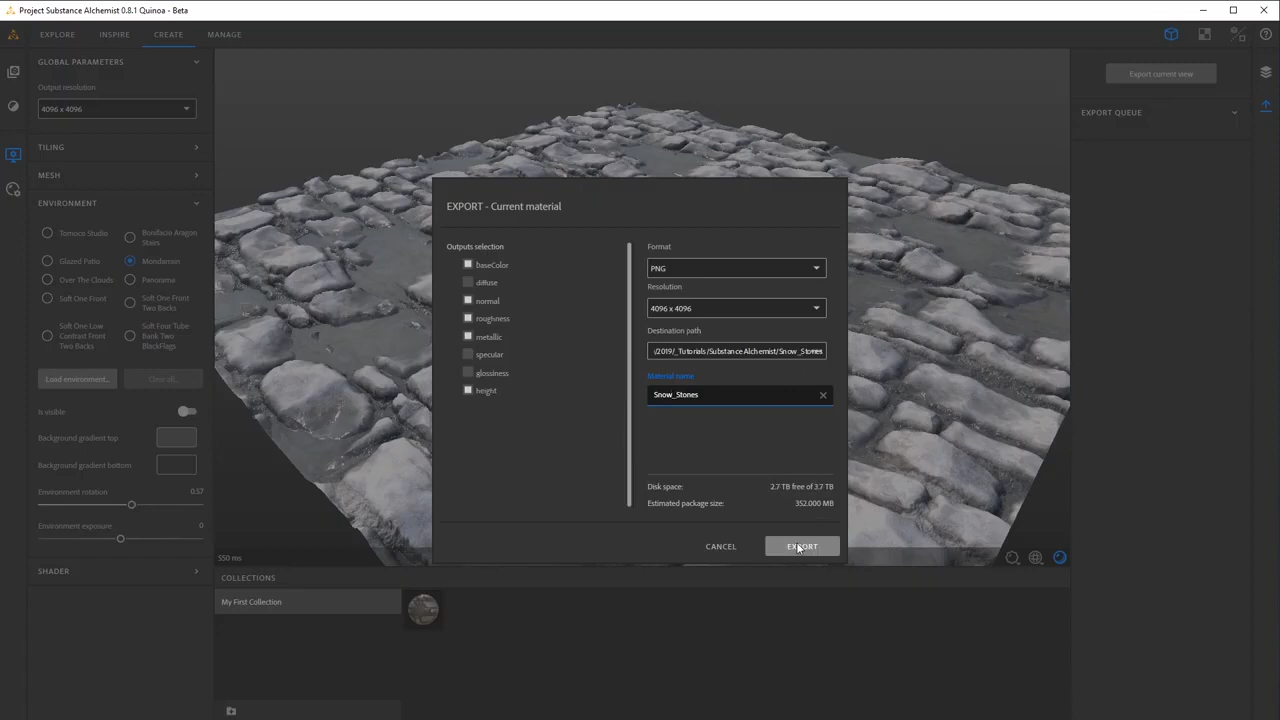 Project Substance Alchemist 0.8.1 Quinoa - Beta
EXPLORE INSPIRE CREATE MANAGE
GLOBAL PARAMETERS
Output resolution
4096 x 4096
TILING
MESH
ENVIRONMENT
Tomoco Studio
Bonifacio Aragon
Stairs
Glazed Patio
Mondarrain
Over The Clouds
Panorama
Soft One Front
Soft One Front
Two Backs
Soft One Low
Contrast Front
Two Backs
Soft Four Tube
Bank Two
BlackFlags
Load environment...
Clear all...
Is visible
Background gradient top
Background gradient bottom
Environment rotation 0.57
Environment exposure 0
SHADER
550 ms
COLLECTIONS
My First Collection
EXPORT - Current material
Outputs selection
baseColor
diffuse
normal
roughness
metallic
specular
glossiness
height
Format
PNG
Resolution
4096 x 4096
Destination path
/2019/_Tutorials/Substance Alchemist/Snow_Stones
Material name
Snow_Stones
Disk space: 2.7 TB free of 3.7 TB
Estimated package size: 352.000 MB
CANCEL EXPORT
Export current view
EXPORT QUEUE